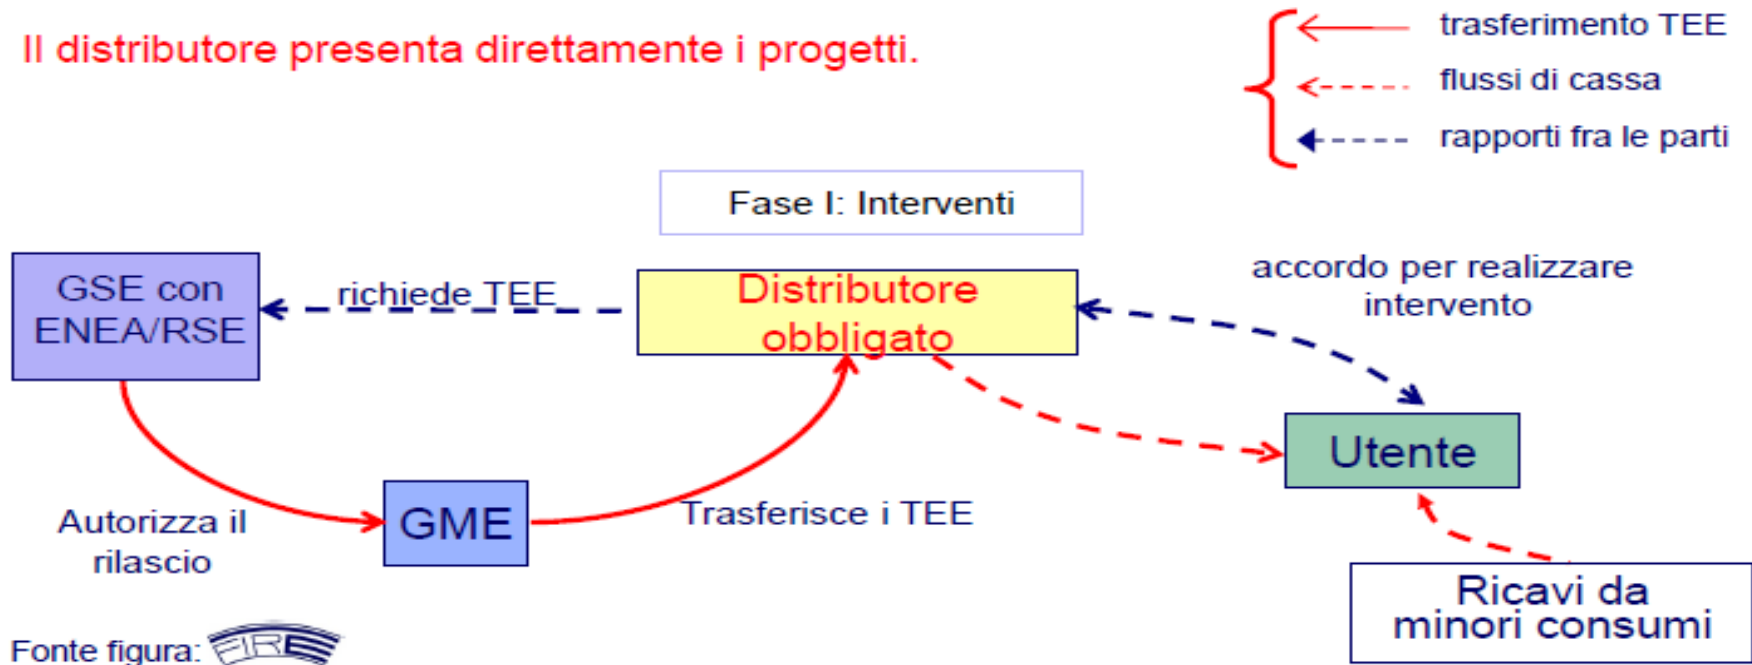 Il distributore presenta direttamente i progetti.
trasferimento TEE
flussi di cassa
rapporti fra le parti
Fase I: Interventi
GSE con
ENEA/RSE
richiede TEE
Distributore
obbligato
accordo per realizzare
intervento
Utente
Autorizza il
rilascio
GME
Trasferisce i TEE
Ricavi da
minori consumi
Fonte figura: FIRE